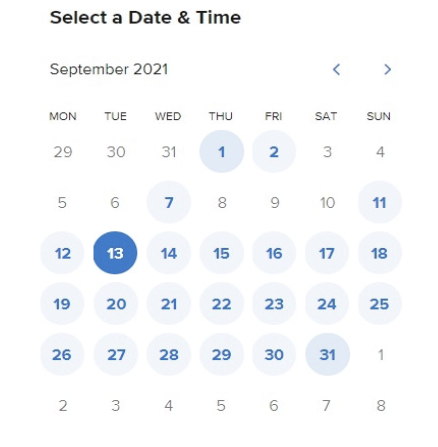 Select a Date & Time
September 2021
MON TUE WED THU FRI SAT SUN
29 30 31 1 2 3 4
5 6 7 8 9 10 11
12 13 14 15 16 17 18
19 20 21 22 23 24 25
26 27 28 29 30 31 1
2 3 4 5 6 7 8